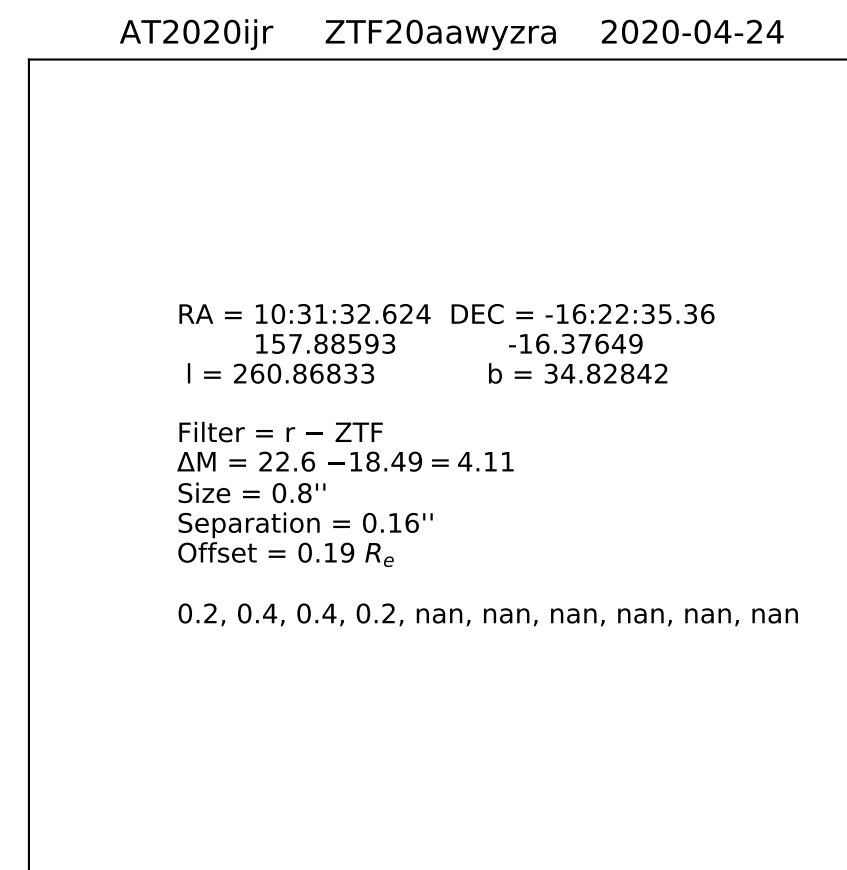 AT2020ijr ZTF20aawyzra 2020-04-24
RA = 10:31:32.624 DEC = -16:22:35.36
157.88593 -16.37649
l = 260.86833 b = 34.82842
Filter = r − ZTF
ΔM = 22.6 −18.49 = 4.11
Size = 0.8''
Separation = 0.16''
Offset = 0.19 Rₑ
0.2, 0.4, 0.4, 0.2, nan, nan, nan, nan, nan, nan